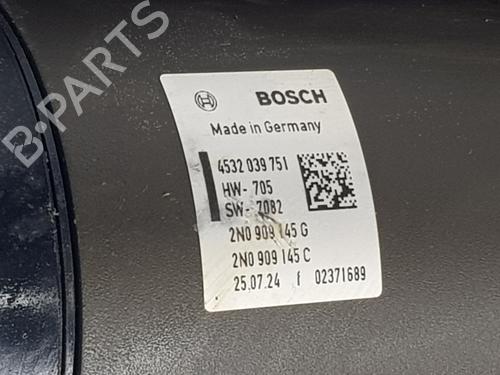 B-PARTS
BOSCH
Made in Germany
4532 039 751
HW- 705
SW- 7082
2N0 909 145 G
2N0 909 145 C
25.07.24 f 02371689